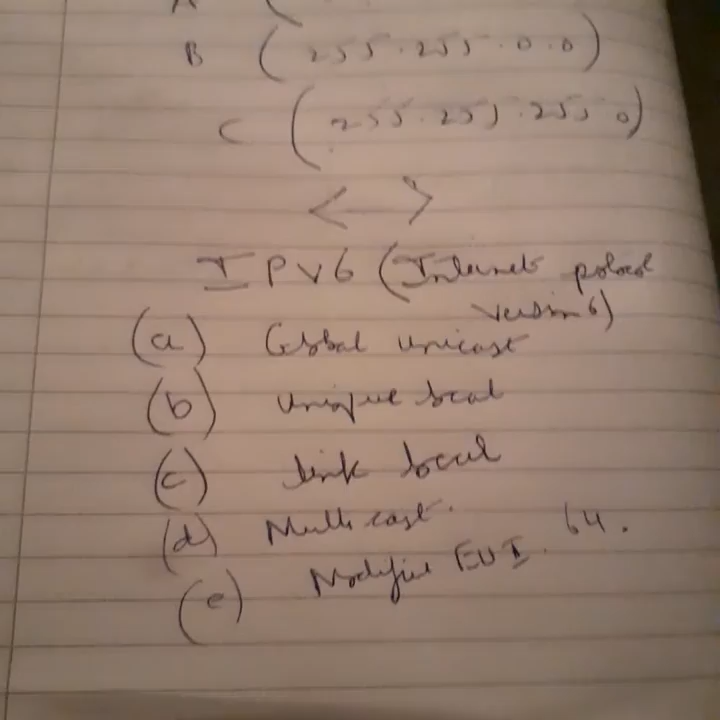 A (
B (255.255.0.0)
C (255.255.255 0)
< >
IPV6 (Internet protocol
version 6)
(a) Global unicast
(b) unique local
(c) link local
(d) Multicast.
(e) Modified EUI. 64.